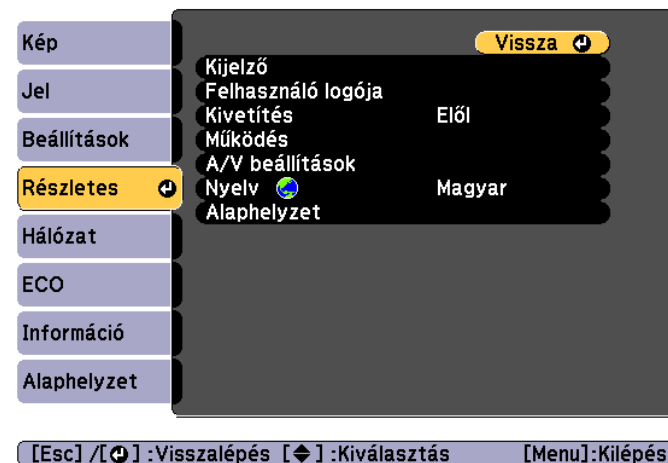 Kép
Jel
Beállítások
Részletes
Hálózat
ECO
Információ
Alaphelyzet
Vissza
Kijelző
Felhasználó logója
Kivetítés Elől
Működés
A/V beállítások
Nyelv Magyar
Alaphelyzet
[Esc] /[ ] :Visszalépés [ ] :Kiválasztás [Menu]:Kilépés